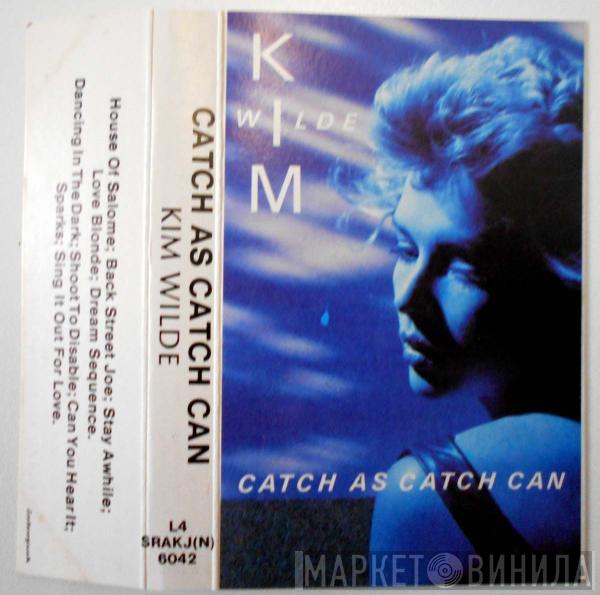 House Of Salome; Back Street Joe; Stay Awhile;
Love Blonde; Dream Sequence.
Dancing In The Dark; Shoot To Disable; Can You Hear It;
Sparks; Sing It Out For Love.
CATCH AS CATCH CAN
KIM WILDE
L4
SRAKJ(N)
6042
KIM
WILDE
CATCH AS CATCH CAN
МАРКЕТ ВИНИЛА